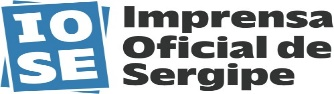 IO
SE
Imprensa
Oficial de
Sergipe